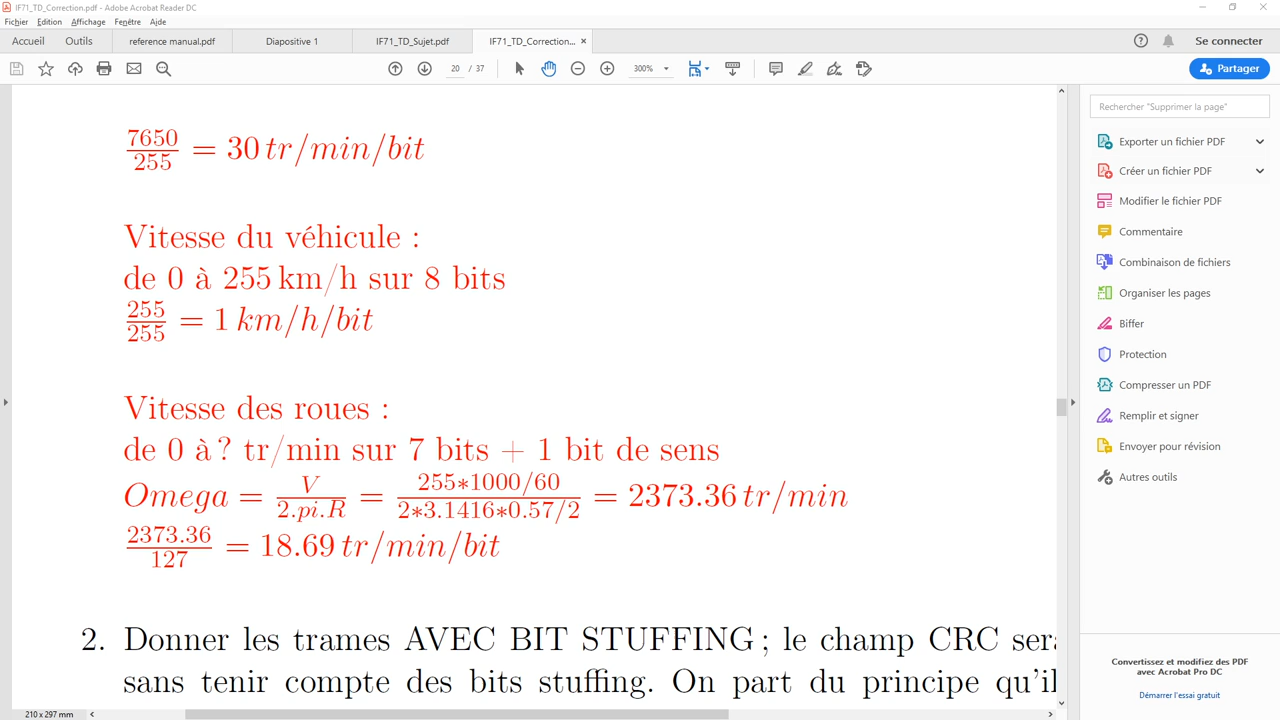 IF71_TD_Correction.pdf - Adobe Acrobat Reader DC
Fichier Edition Affichage Fenêtre Aide
Accueil Outils reference manual.pdf Diapositive 1 IF71_TD_Sujet.pdf IF71_TD_Correction... × Se connecter
20 / 37 300% Partager
7650/255 = 30 tr/min/bit
Vitesse du véhicule :
de 0 à 255 km/h sur 8 bits
255/255 = 1 km/h/bit
Vitesse des roues :
de 0 à ? tr/min sur 7 bits + 1 bit de sens
Omega = V/2.pi.R = 255*1000/60 / 2*3.1416*0.57/2 = 2373.36 tr/min
2373.36/127 = 18.69 tr/min/bit
2. Donner les trames AVEC BIT STUFFING ; le champ CRC sera
sans tenir compte des bits stuffing. On part du principe qu'il
Rechercher "Supprimer la page"
Exporter un fichier PDF
Créer un fichier PDF
Modifier le fichier PDF
Commentaire
Combinaison de fichiers
Organiser les pages
Biffer
Protection
Compresser un PDF
Remplir et signer
Envoyer pour révision
Autres outils
Convertissez et modifiez des PDF
avec Acrobat Pro DC
Démarrer l'essai gratuit
210 x 297 mm